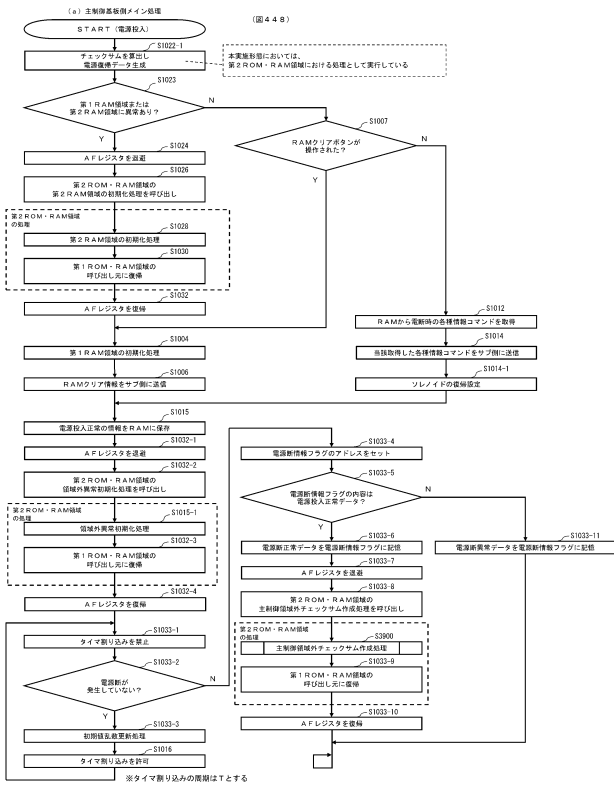 (a)主制御基板側メイン処理
(図448)
START(電源投入)
S1022-1
チェックサムを算出し
電源復帰データ生成
本実施形態においては、
第2ROM・RAM領域における処理として実行している
S1023
第1RAM領域または
第2RAM領域に異常あり?
N
Y
S1007
RAMクリアボタンが
操作された?
N
Y
S1024
AFレジスタを退避
S1026
第2ROM・RAM領域の
第2RAM領域の初期化処理を呼び出し
第2ROM・RAM領域
の処理
S1028
第2RAM領域の初期化処理
S1030
第1ROM・RAM領域の
呼び出し元に復帰
S1032
AFレジスタを復帰
S1004
第1RAM領域の初期化処理
S1006
RAMクリア情報をサブ側に送信
S1012
RAMから電断時の各種情報コマンドを取得
S1014
当該取得した各種情報コマンドをサブ側に送信
S1014-1
ソレノイドの復帰設定
S1015
電源投入正常の情報をRAMに保存
S1032-1
AFレジスタを退避
S1032-2
第2ROM・RAM領域の
領域外異常初期化処理を呼び出し
第2ROM・RAM領域
の処理
S1015-1
領域外異常初期化処理
S1032-3
第1ROM・RAM領域の
呼び出し元に復帰
S1032-4
AFレジスタを復帰
S1033-1
タイマ割り込みを禁止
S1033-2
電源断が
発生していない?
N
Y
S1033-3
初期値乱数更新処理
S1016
タイマ割り込みを許可
※タイマ割り込みの周期はTとする
S1033-4
電源断情報フラグのアドレスをセット
S1033-5
電源断情報フラグの内容は
電源投入正常データ?
N
Y
S1033-6
電源断正常データを電源断情報フラグに記憶
S1033-7
AFレジスタを退避
S1033-8
第2ROM・RAM領域の
主制御領域外チェックサム作成処理を呼び出し
第2ROM・RAM領域
の処理
S3900
主制御領域外チェックサム作成処理
S1033-9
第1ROM・RAM領域の
呼び出し元に復帰
S1033-10
AFレジスタを復帰
S1033-11
電源断異常データを電源断情報フラグに記憶